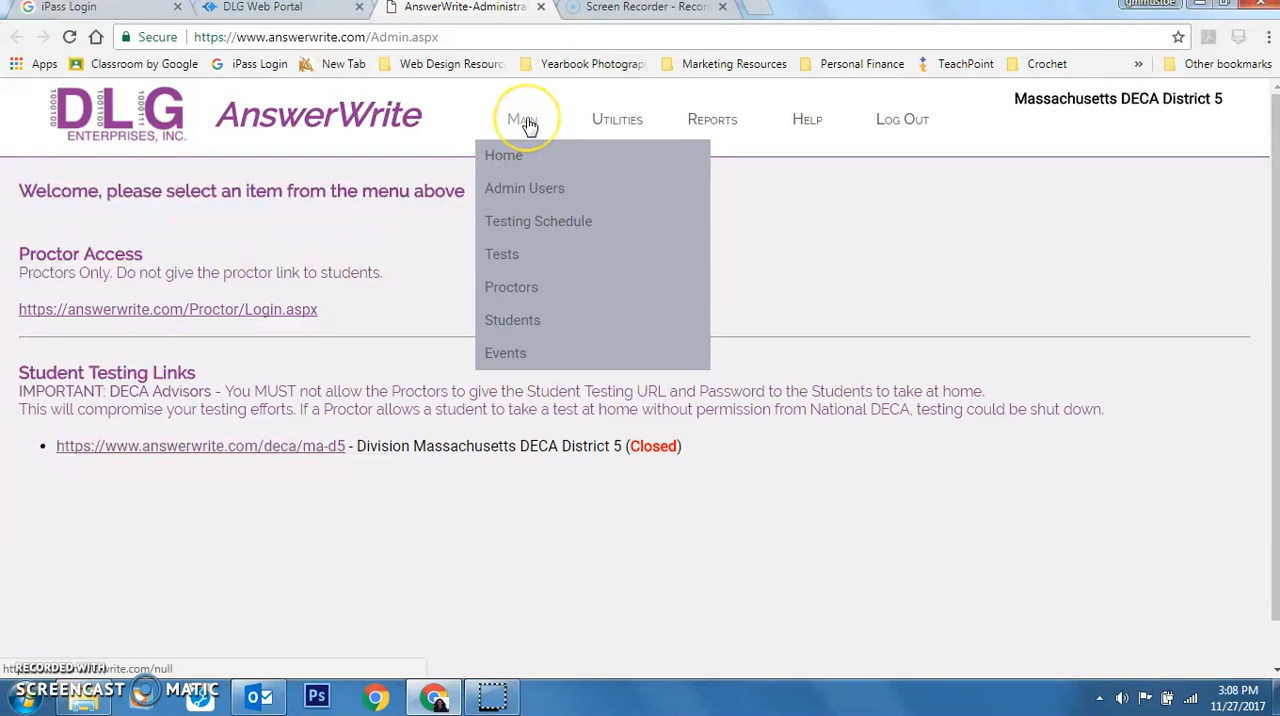 iPass Login
DLG Web Portal
AnswerWrite-Administra
Screen Recorder - Record
Secure
https://www.answerwrite.com/Admin.aspx
Apps
Classroom by Google
iPass Login
New Tab
Web Design Resourc
Yearbook Photograp
Marketing Resources
Personal Finance
TeachPoint
Crochet
»
Other bookmarks
DLG
ENTERPRISES, INC.
AnswerWrite
Main
Utilities
Reports
Help
Log Out
Massachusetts DECA District 5
Home
Admin Users
Testing Schedule
Tests
Proctors
Students
Events
Welcome, please select an item from the menu above
Proctor Access
Proctors Only. Do not give the proctor link to students.
https://answerwrite.com/Proctor/Login.aspx
Student Testing Links
IMPORTANT: DECA Advisors - You MUST not allow the Proctors to give the Student Testing URL and Password to the Students to take at home.
This will compromise your testing efforts. If a Proctor allows a student to take a test at home without permission from National DECA, testing could be shut down.
• https://www.answerwrite.com/deca/ma-d5 - Division Massachusetts DECA District 5 (Closed)
RECORDED WITH
SCREENCAST MATIC
Ps
3:08 PM
11/27/2017